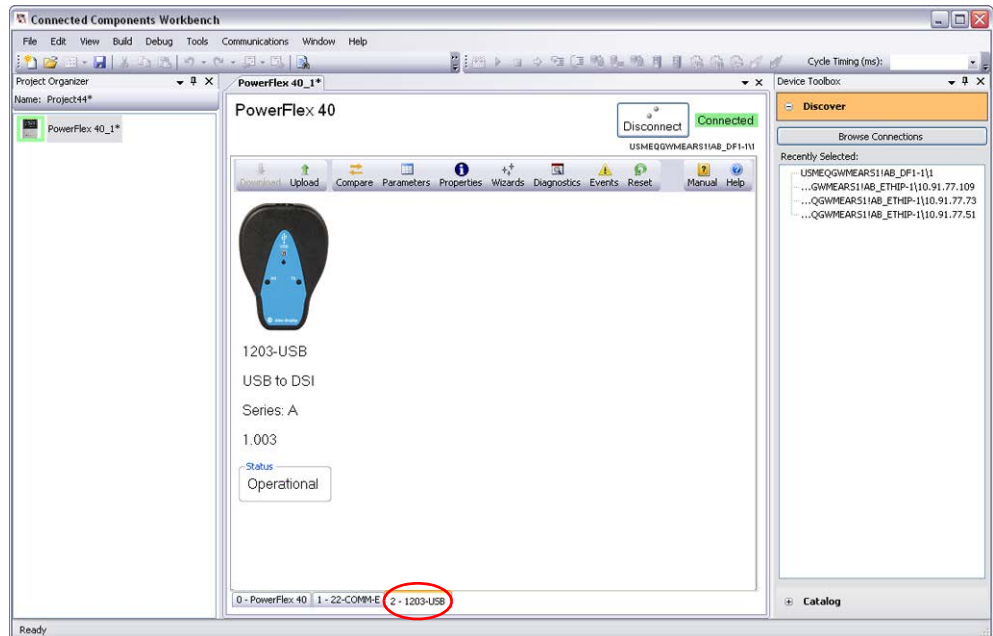 Connected Components Workbench
File Edit View Build Debug Tools Communications Window Help
Cycle Timing (ms):
Project Organizer
Name: Project44*
PowerFlex 40_1*
PowerFlex 40_1*
PowerFlex 40
Disconnect
Connected
USMEQGWMEARS1!AB_DF1-1\1
Download Upload Compare Parameters Properties Wizards Diagnostics Events Reset Manual Help
1203-USB
USB to DSI
Series: A
1.003
Status
Operational
0 - PowerFlex 40 1 - 22-COMM-E 2 - 1203-USB
Device Toolbox
Discover
Browse Connections
Recently Selected:
USMEQGWMEARS1!AB_DF1-1\1
...GWMEARS1!AB_ETHIP-1\10.91.77.109
...QGWMEARS1!AB_ETHIP-1\10.91.77.73
...QGWMEARS1!AB_ETHIP-1\10.91.77.51
Catalog
Ready